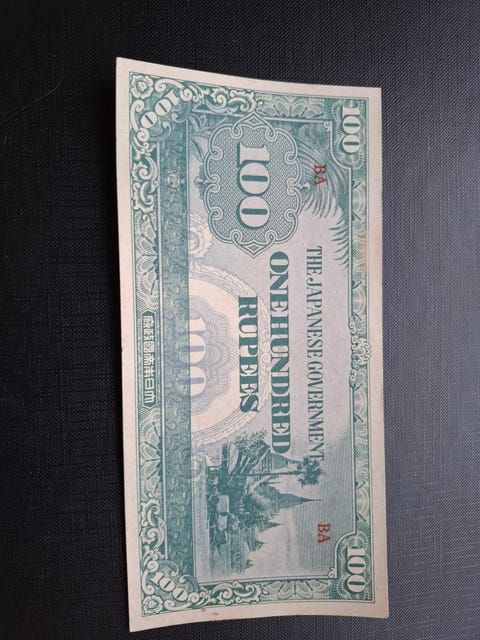 100 100
BA BA
THE JAPANESE GOVERNMENT
100
ONE HUNDRED
RUPEES
100
100 大日本帝國政府 100